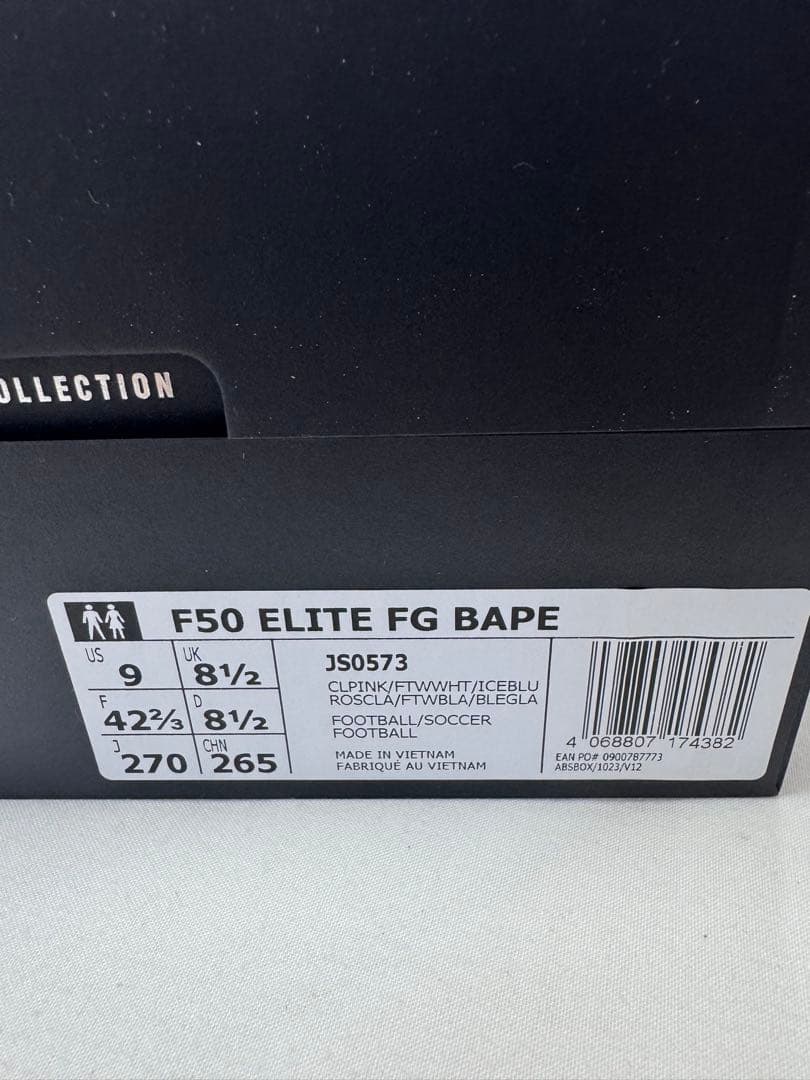 OLLECTION
F50 ELITE FG BAPE
US 9 UK 8½
F 42⅔ D 8½
J 270 CHN 265
JS0573
CLPINK/FTWWHT/ICEBLU
ROSCLA/FTWBLA/BLEGLA
FOOTBALL/SOCCER
FOOTBALL
MADE IN VIETNAM
FABRIQUÉ AU VIETNAM
4 068807 174382
EAN PO# 0900787773
ABSBOX/1023/V12